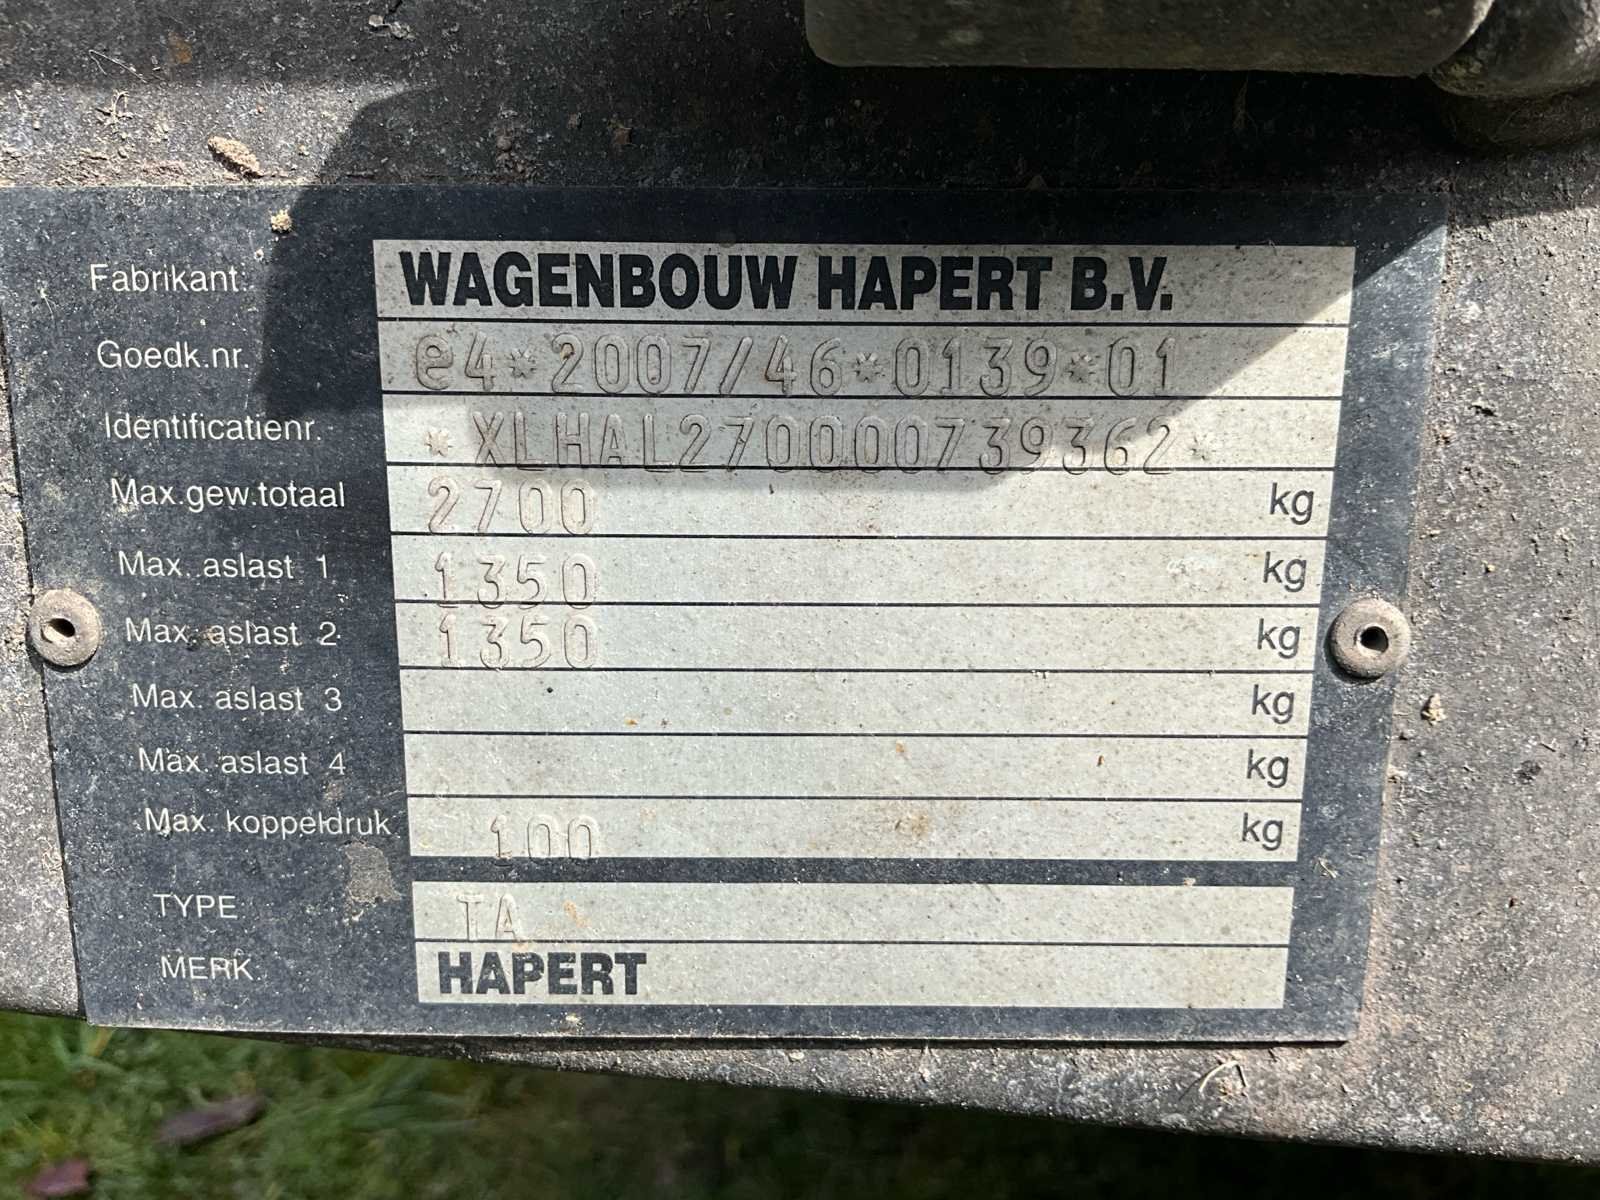 Fabrikant: WAGENBOUW HAPERT B.V.
Goedk.nr. e4*2007/46*0139*01
Identificatienr. *XLHAL270000739362*
Max.gew.totaal 2700 kg
Max. aslast 1 1350 kg
Max. aslast 2 1350 kg
Max. aslast 3 kg
Max. aslast 4 kg
Max. koppeldruk 100 kg
TYPE TA
MERK HAPERT